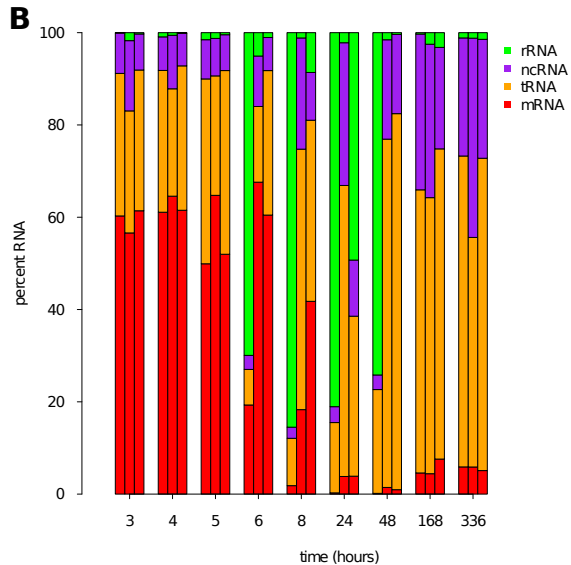 B
100
80
60
40
20
0
percent RNA
rRNA
ncRNA
tRNA
mRNA
3 4 5 6 8 24 48 168 336
time (hours)